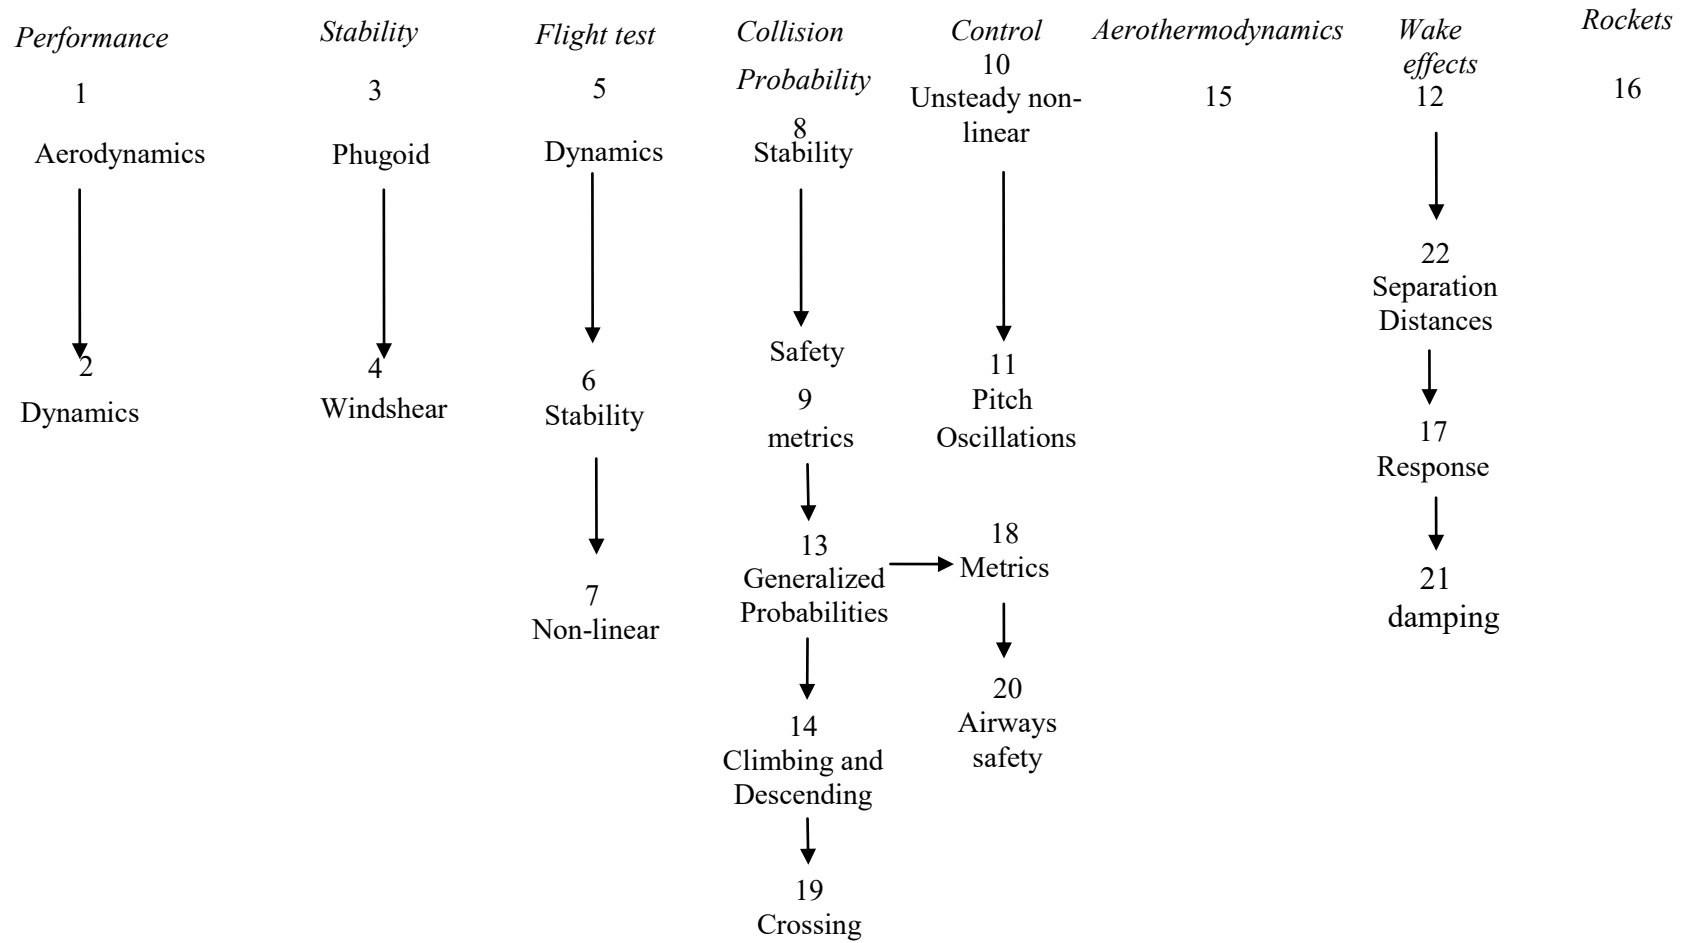 Performance
1
Aerodynamics
2
Dynamics
Stability
3
Phugoid
4
Windshear
Flight test
5
Dynamics
6
Stability
7
Non-linear
Collision
Probability
8
Stability
Safety
9
metrics
13
Generalized
Probabilities
14
Climbing and
Descending
19
Crossing
Control
10
Unsteady non-
linear
11
Pitch
Oscillations
18
Metrics
20
Airways
safety
Aerothermodynamics
15
Wake
effects
12
22
Separation
Distances
17
Response
21
damping
Rockets
16